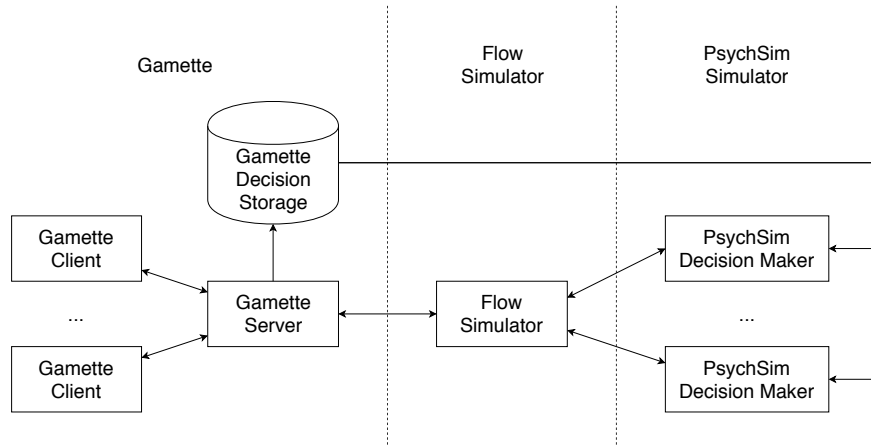 Gamette
Flow
Simulator
PsychSim
Simulator
Gamette
Decision
Storage
Gamette
Client
PsychSim
Decision Maker
...
Gamette
Server
Flow
Simulator
...
Gamette
Client
PsychSim
Decision Maker